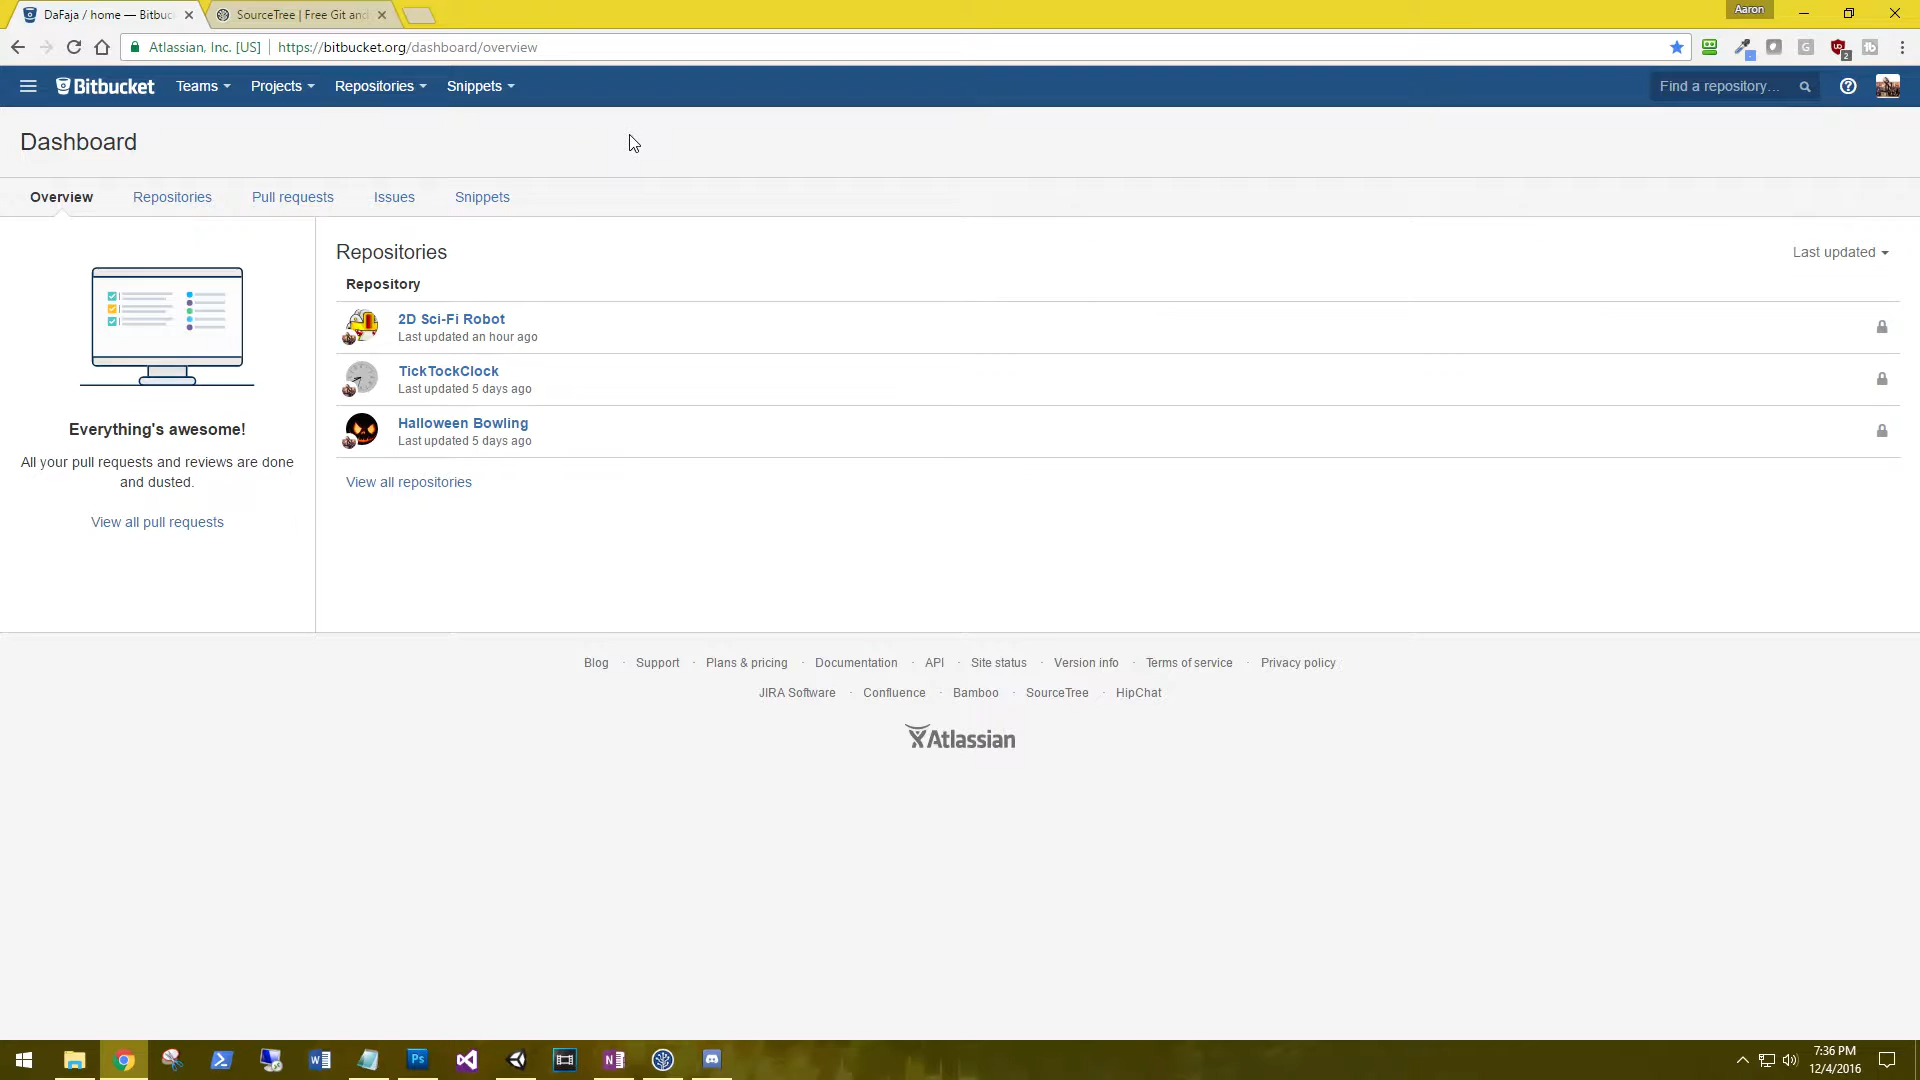 DaFaja / home — Bitbuc
SourceTree | Free Git and
Aaron
Atlassian, Inc. [US]
https://bitbucket.org/dashboard/overview
G
2
tb
Bitbucket
Teams
Projects
Repositories
Snippets
Find a repository...
Dashboard
Overview
Repositories
Pull requests
Issues
Snippets
Everything's awesome!
All your pull requests and reviews are done
and dusted.
View all pull requests
Repositories
Last updated
Repository
2D Sci-Fi Robot
Last updated an hour ago
TickTockClock
Last updated 5 days ago
Halloween Bowling
Last updated 5 days ago
View all repositories
Blog · Support · Plans & pricing · Documentation · API · Site status · Version info · Terms of service · Privacy policy
JIRA Software · Confluence · Bamboo · SourceTree · HipChat
Atlassian
Ps
7:36 PM
12/4/2016